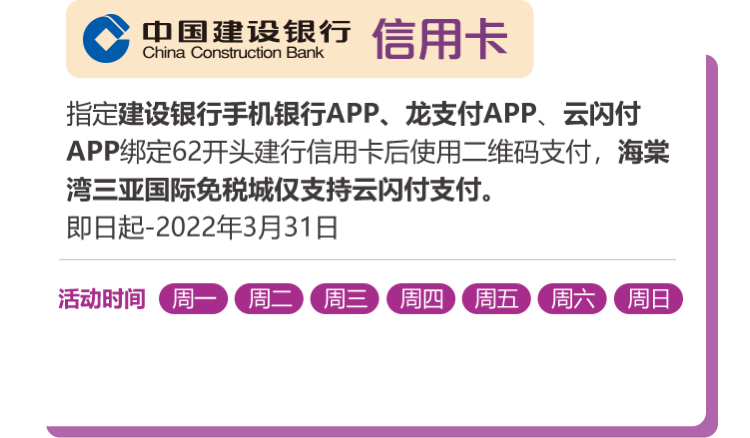 中国建设银行 信用卡
China Construction Bank
指定建设银行手机银行APP、龙支付APP、云闪付
APP绑定62开头建行信用卡后使用二维码支付，海棠
湾三亚国际免税城仅支持云闪付支付。
即日起-2022年3月31日
活动时间 周一 周二 周三 周四 周五 周六 周日